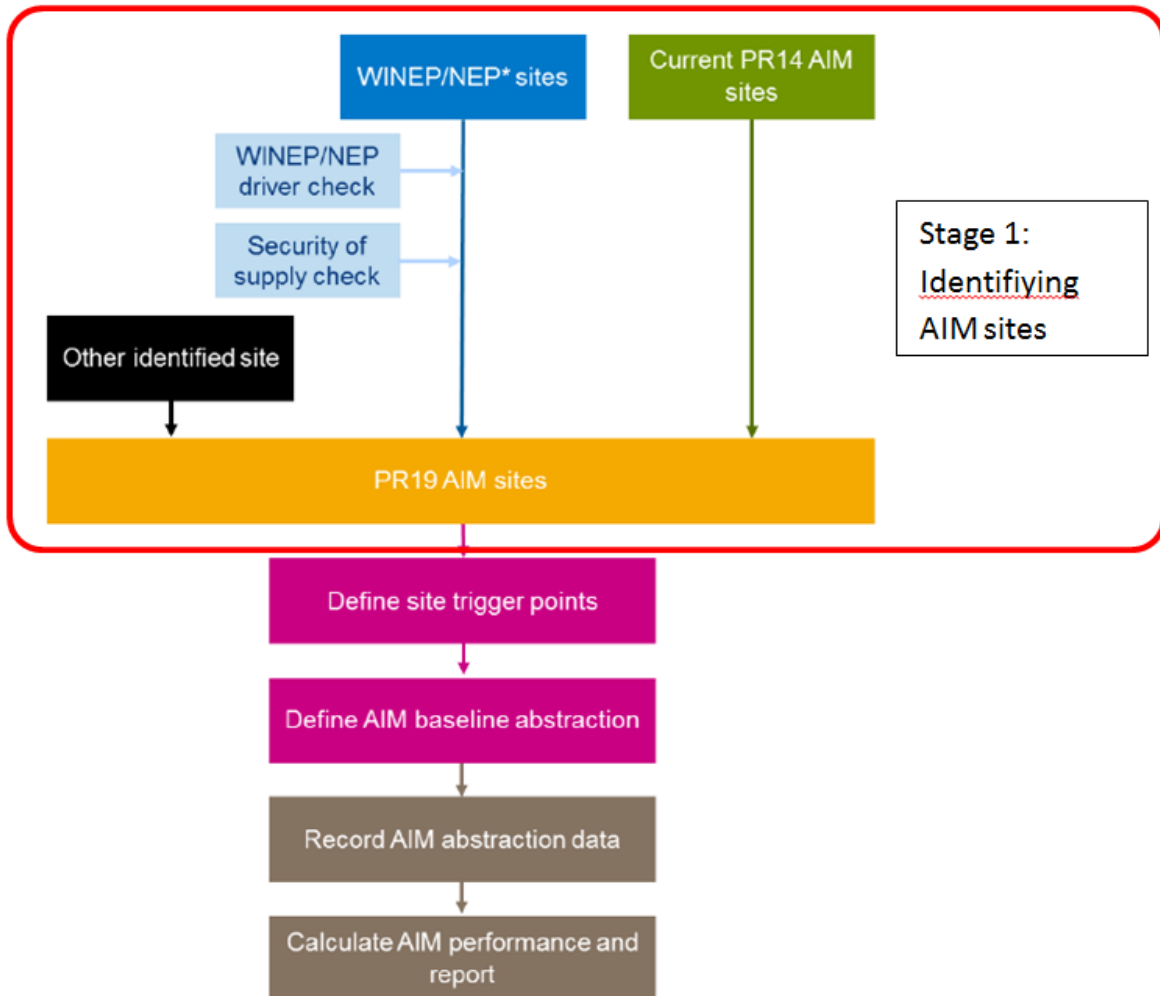 WINEP/NEP* sites
Current PR14 AIM
sites
WINEP/NEP
driver check
Security of
supply check
Stage 1:
Identifiying
AIM sites
Other identified site
PR19 AIM sites
Define site trigger points
Define AIM baseline abstraction
Record AIM abstraction data
Calculate AIM performance and
report